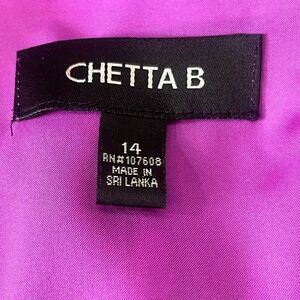 CHETTA B
14
RN#107608
MADE IN
SRI LANKA